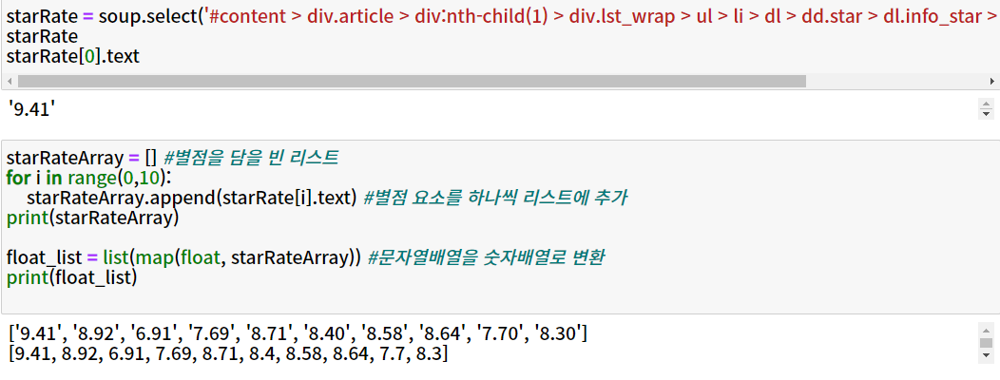 starRate = soup.select('#content > div.article > div:nth-child(1) > div.lst_wrap > ul > li > dl > dd.star > dl.info_star >
starRate
starRate[0].text
'9.41'
starRateArray = [] #별점을 담을 빈 리스트
for i in range(0,10):
    starRateArray.append(starRate[i].text) #별점 요소를 하나씩 리스트에 추가
print(starRateArray)
float_list = list(map(float, starRateArray)) #문자열배열을 숫자배열로 변환
print(float_list)
['9.41', '8.92', '6.91', '7.69', '8.71', '8.40', '8.58', '8.64', '7.70', '8.30']
[9.41, 8.92, 6.91, 7.69, 8.71, 8.4, 8.58, 8.64, 7.7, 8.3]